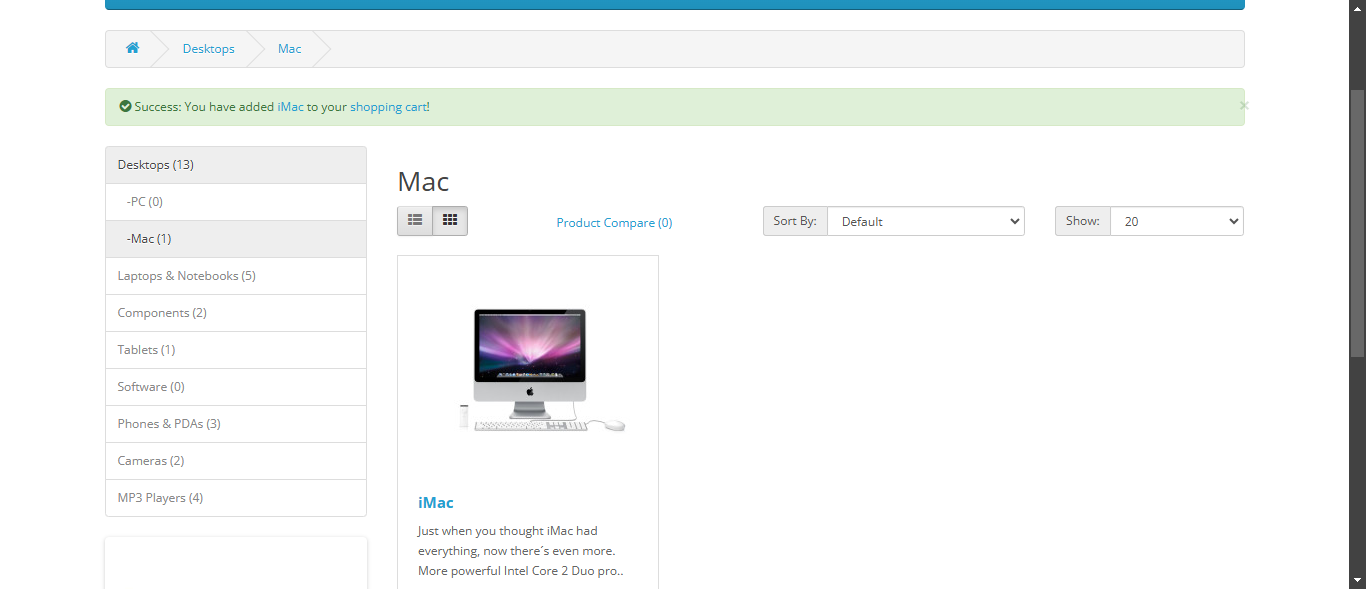 Desktops
Mac
Success: You have added iMac to your shopping cart!
×
Desktops (13)
-PC (0)
-Mac (1)
Laptops & Notebooks (5)
Components (2)
Tablets (1)
Software (0)
Phones & PDAs (3)
Cameras (2)
MP3 Players (4)
Mac
Product Compare (0)
Sort By:
Default
Show:
20
iMac
Just when you thought iMac had
everything, now there´s even more.
More powerful Intel Core 2 Duo pro..